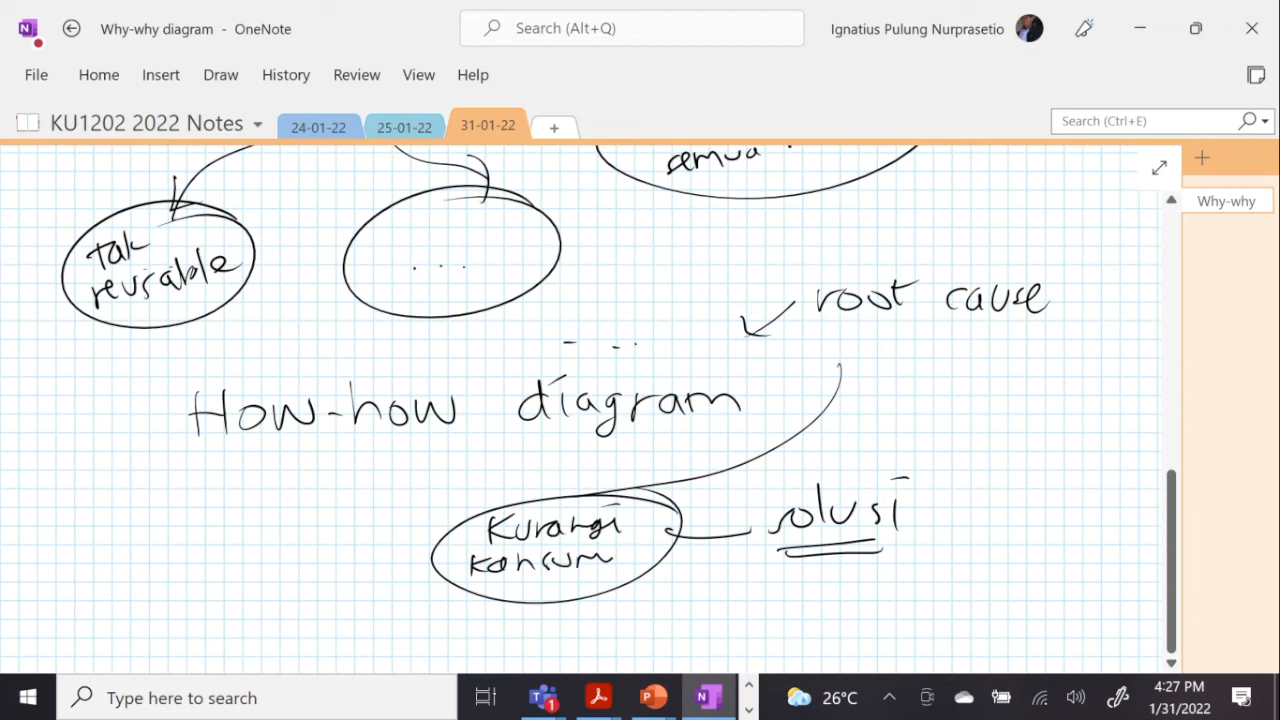 Why-why diagram - OneNote
Search (Alt+Q)
Ignatius Pulung Nurprasetio
File Home Insert Draw History Review View Help
KU1202 2022 Notes
24-01-22
25-01-22
31-01-22
+
Search (Ctrl+E)
Why-why
semua
tak
reusable
...
root cause
...
How-how diagram
Kurangi
konsum
solusi
Type here to search
26°C
4:27 PM
1/31/2022